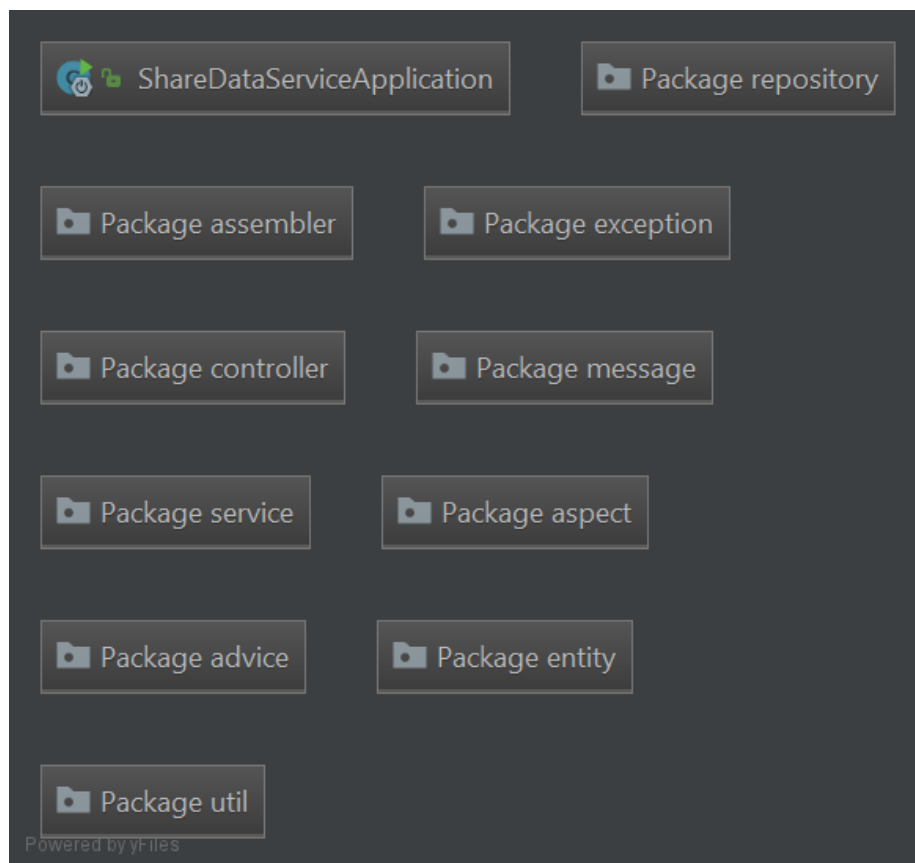 ShareDataServiceApplication Package repository
Package assembler Package exception
Package controller Package message
Package service Package aspect
Package advice Package entity
Package util
Powered by yFiles